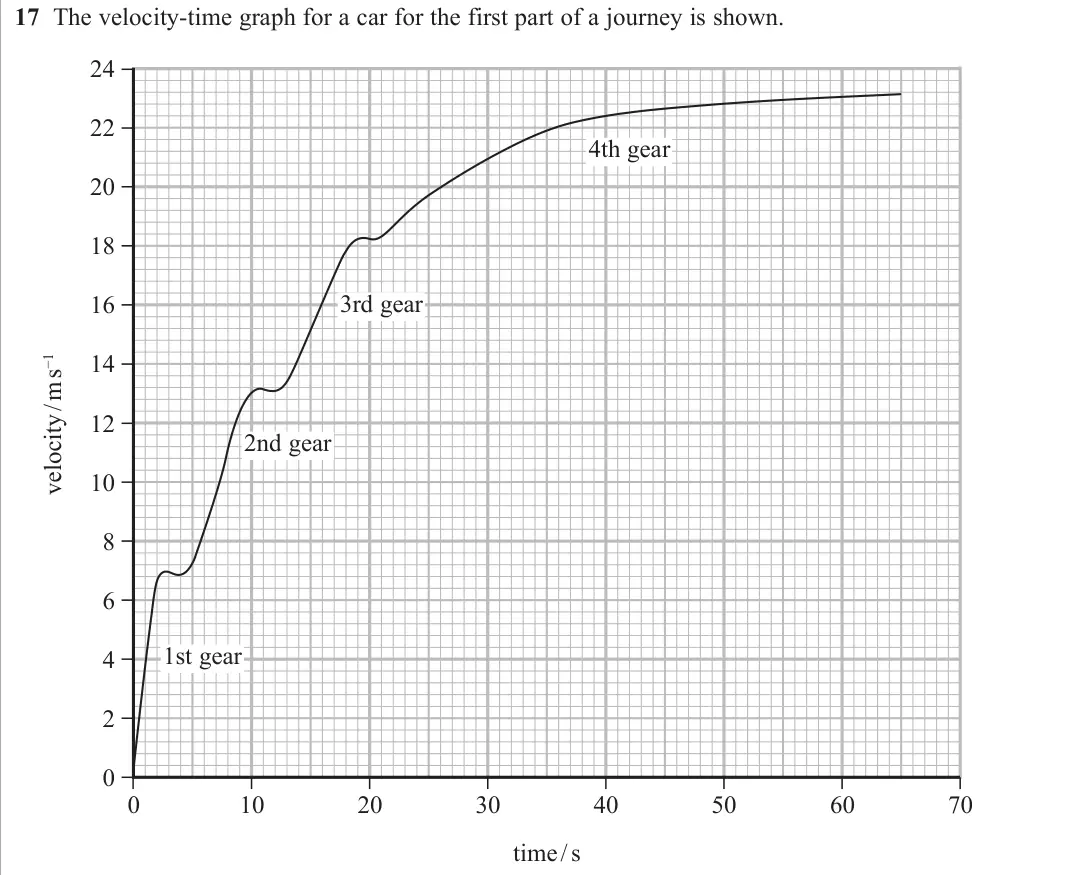 17 The velocity-time graph for a car for the first part of a journey is shown.
24
22
20
18
16
14
12
10
8
6
4
2
0
velocity/m s⁻¹
4th gear
3rd gear
2nd gear
1st gear
0 10 20 30 40 50 60 70
time/s